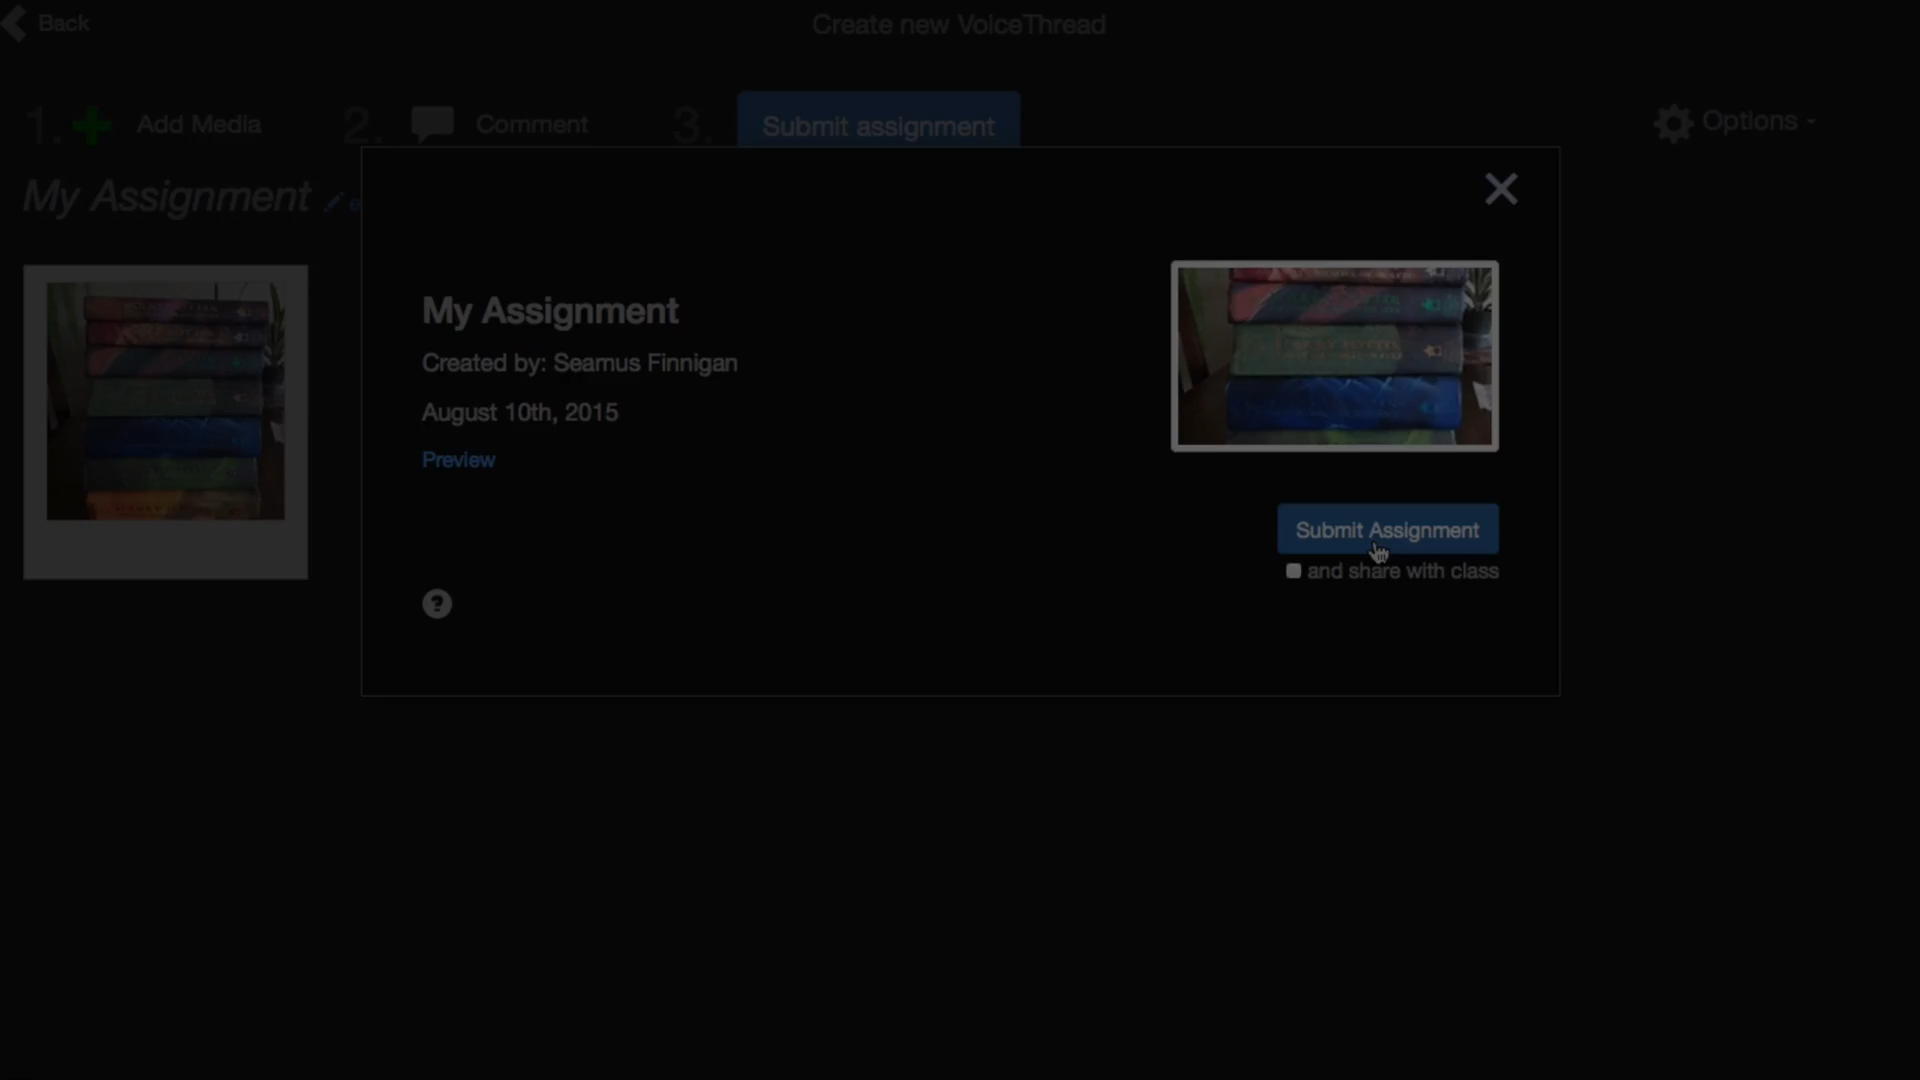 Back
Create new VoiceThread
1. Add Media
2. Comment
3. Submit assignment
Options
My Assignment
My Assignment
Created by: Seamus Finnigan
August 10th, 2015
Preview
Submit Assignment
and share with class
?